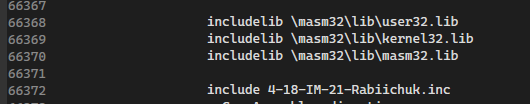 66367
66368 includelib \masm32\lib\user32.lib
66369 includelib \masm32\lib\kernel32.lib
66370 includelib \masm32\lib\masm32.lib
66371
66372 include 4-18-IM-21-Rabiichuk.inc